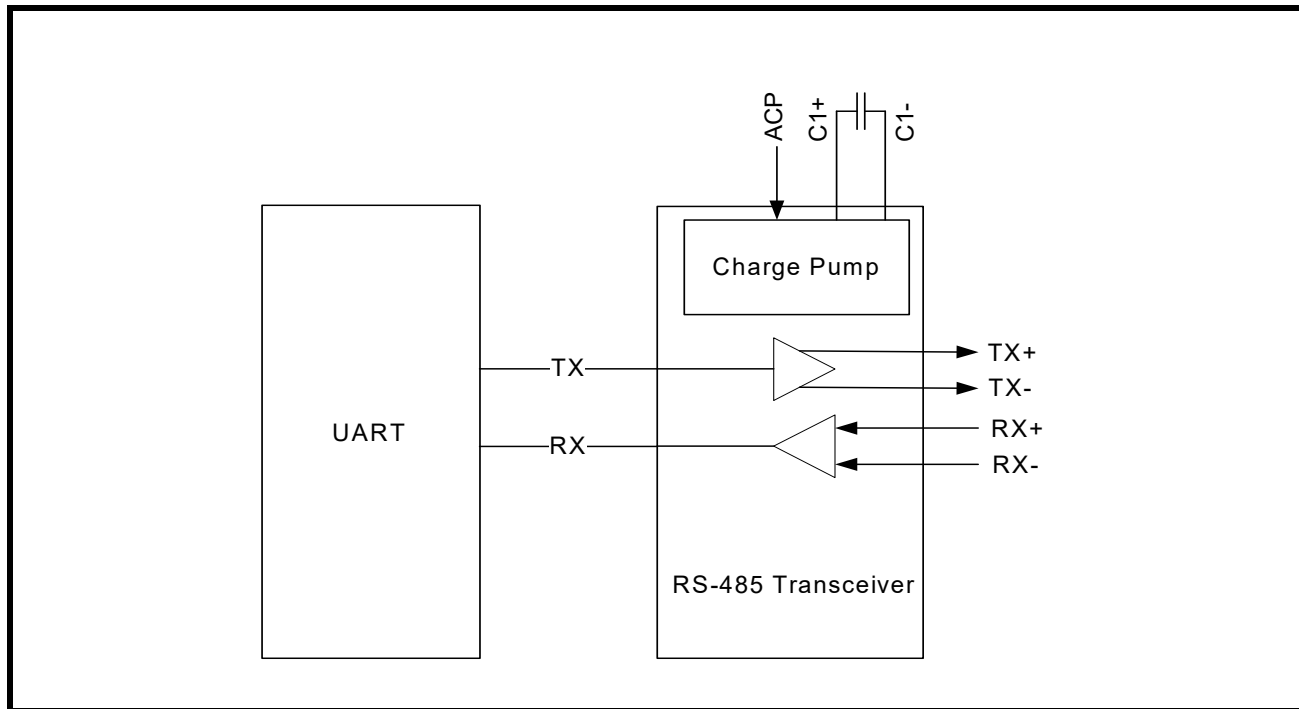 ACP
C1+
C1-
Charge Pump
TX
TX+
TX-
UART
RX
RX+
RX-
RS-485 Transceiver